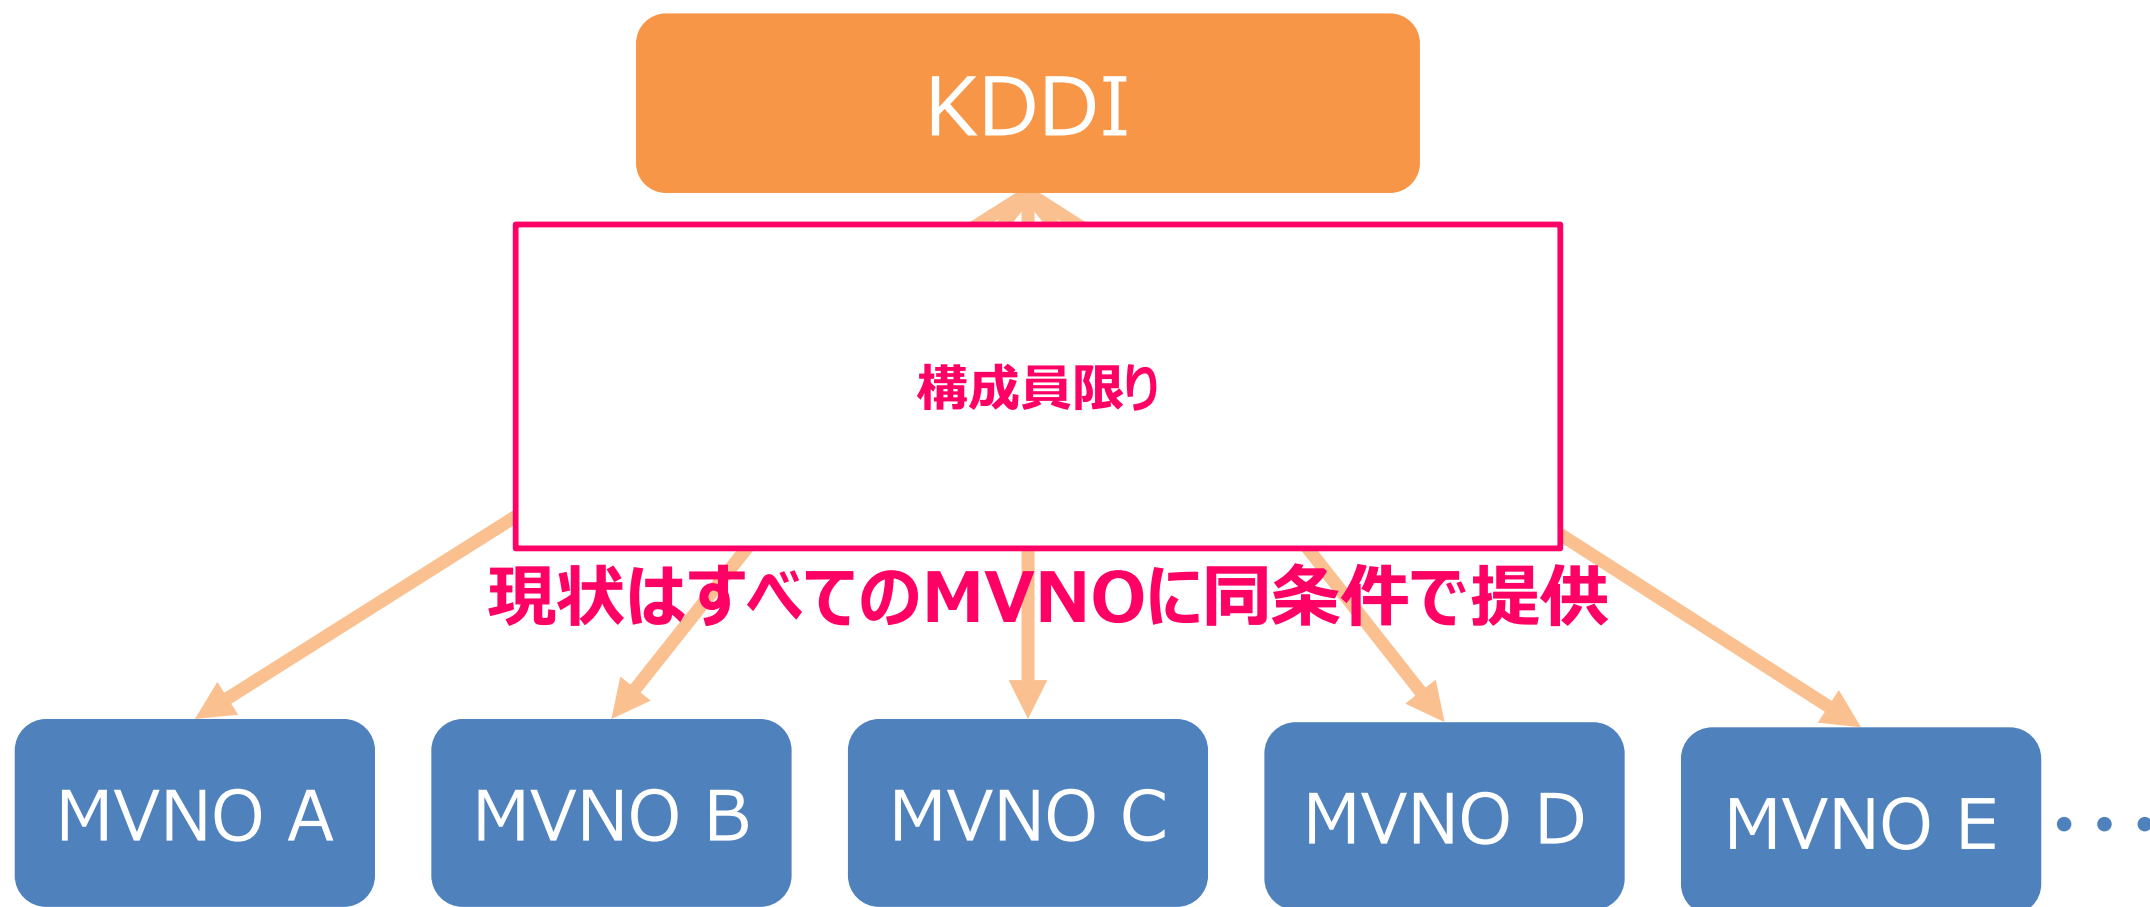 KDDI
構成員限り
現状はすべてのMVNOに同条件で提供
MVNO A
MVNO B
MVNO C
MVNO D
MVNO E
・・・